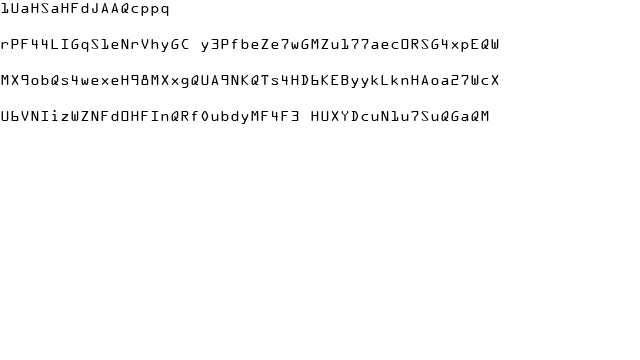 1UaHSaHFdJAAQcppq
rPF44LIGqS1eNrVhyGC y3PfbeZe7wGMZu177aecORSG4xpEQW
MX9obQs4wexeH98MXxgQUA9NKQTs4HD6KEByykLknHAoa27WcX
U6VNIizWZNFdOHFInQRf0ubdyMF4F3 HUXYDcuN1u7SuQGaQM